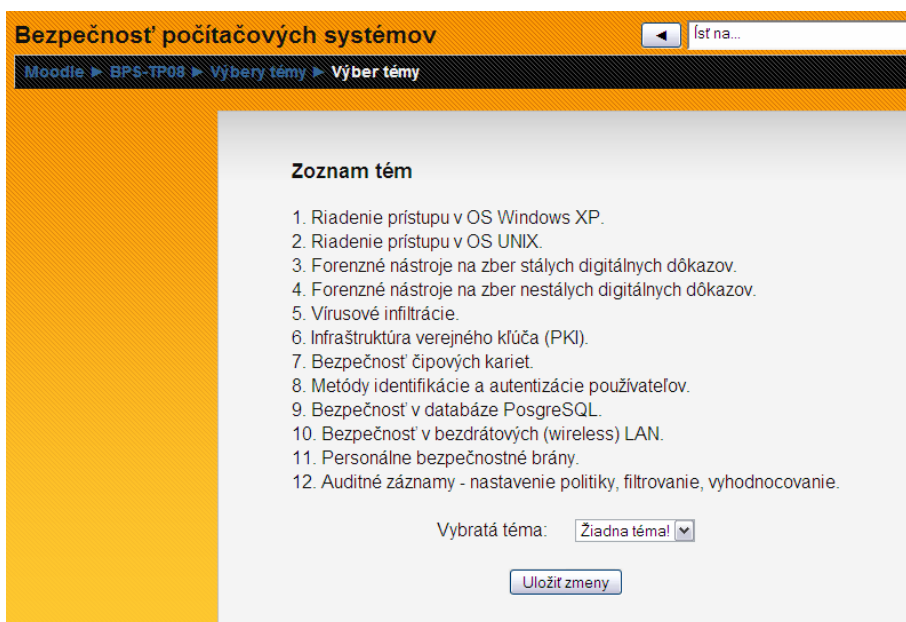 Bezpečnosť počítačových systémov
◄ Ísť na...
Moodle ► BPS-TP08 ► Výbery témy ► Výber témy
Zoznam tém
1. Riadenie prístupu v OS Windows XP.
2. Riadenie prístupu v OS UNIX.
3. Forenzné nástroje na zber stálych digitálnych dôkazov.
4. Forenzné nástroje na zber nestálych digitálnych dôkazov.
5. Vírusové infiltrácie.
6. Infraštruktúra verejného kľúča (PKI).
7. Bezpečnosť čipových kariet.
8. Metódy identifikácie a autentizácie používateľov.
9. Bezpečnosť v databáze PosgreSQL.
10. Bezpečnosť v bezdrátových (wireless) LAN.
11. Personálne bezpečnostné brány.
12. Auditné záznamy - nastavenie politiky, filtrovanie, vyhodnocovanie.
Vybratá téma: Žiadna téma!
Uložiť zmeny